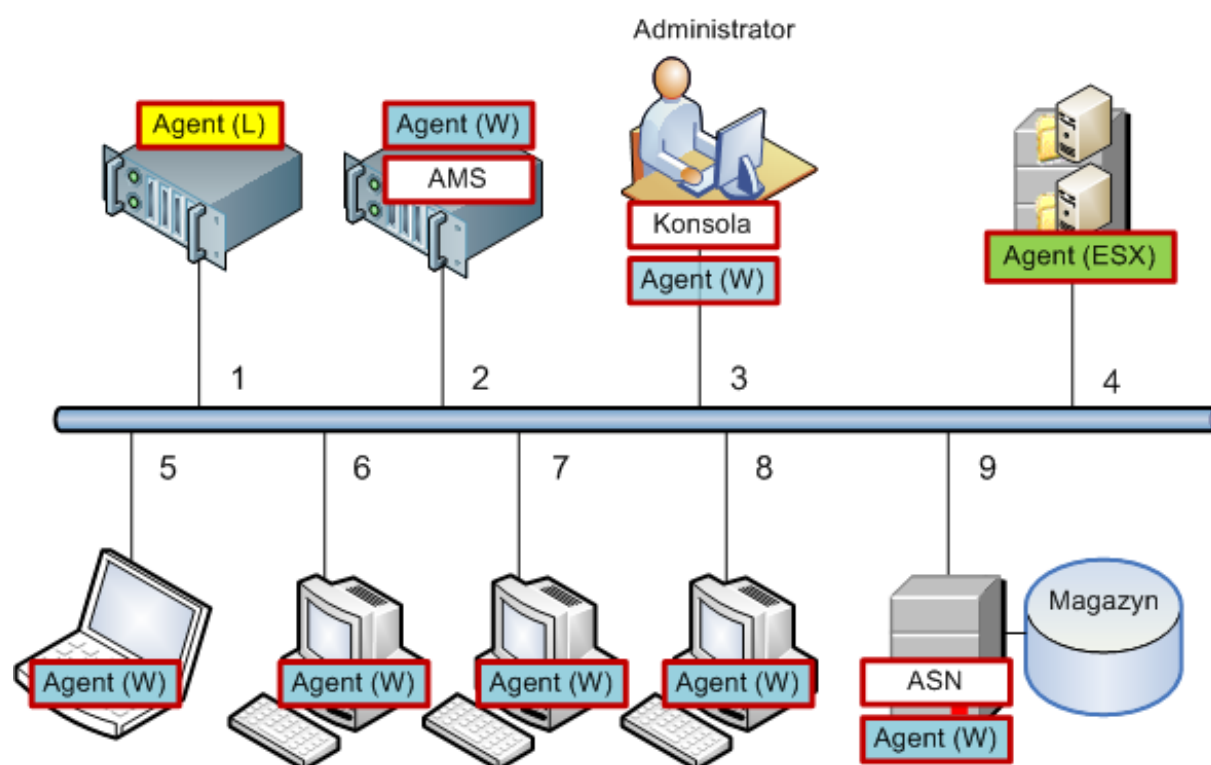 Administrator
Agent (L)
Agent (W)
AMS
Konsola
Agent (W)
Agent (ESX)
1
2
3
4
5
6
7
8
9
Agent (W)
Agent (W)
Agent (W)
Agent (W)
ASN
Agent (W)
Magazyn